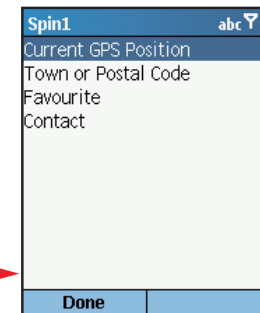 Spin1 abc
Current GPS Position
Town or Postal Code
Favourite
Contact
Done